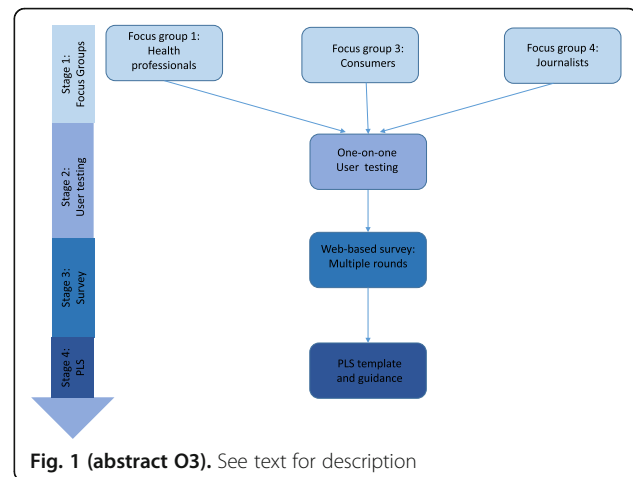 Stage 1:
Focus Groups
Focus group 1:
Health
professionals
Focus group 3:
Consumers
Focus group 4:
Journalists
Stage 2:
User testing
One-on-one
User testing
Stage 3:
Survey
Web-based survey:
Multiple rounds
Stage 4:
PLS
PLS template
and guidance
Fig. 1 (abstract O3). See text for description